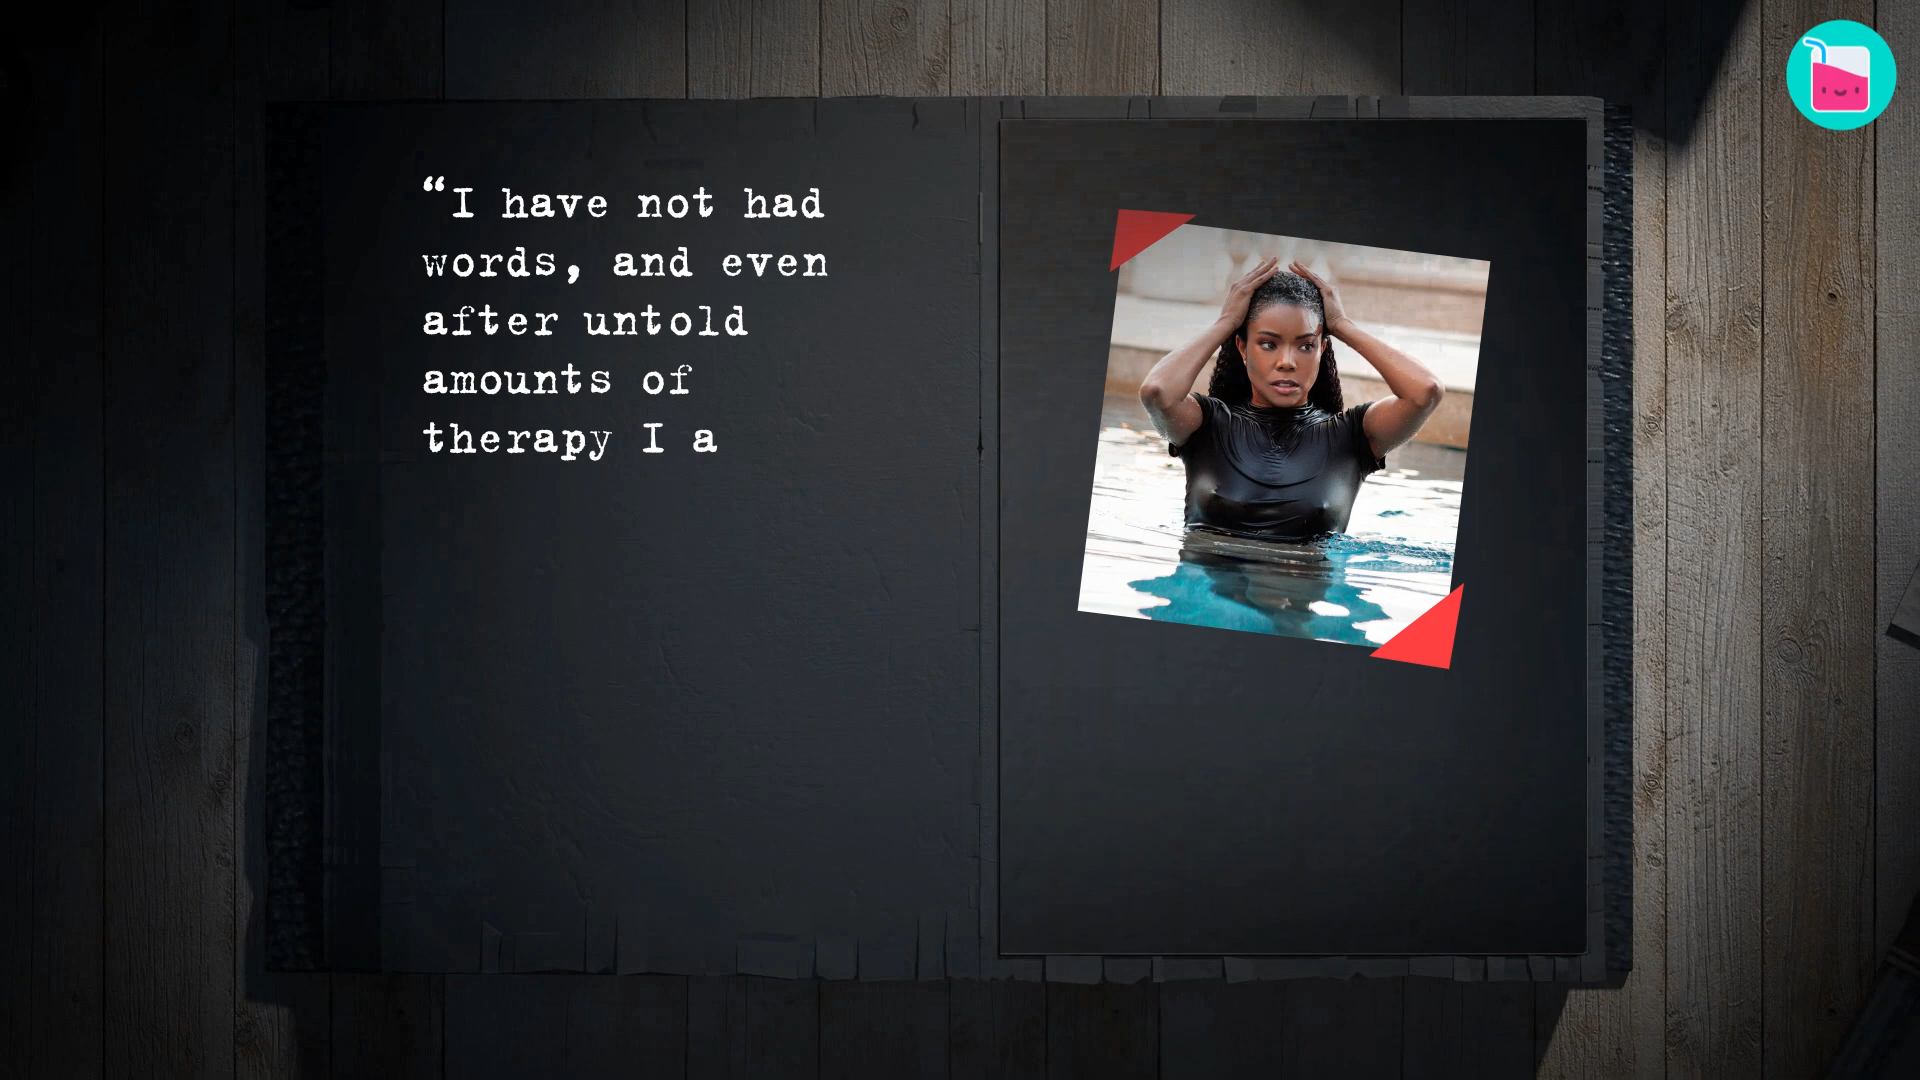 “I have not had
words, and even
after untold
amounts of
therapy I a